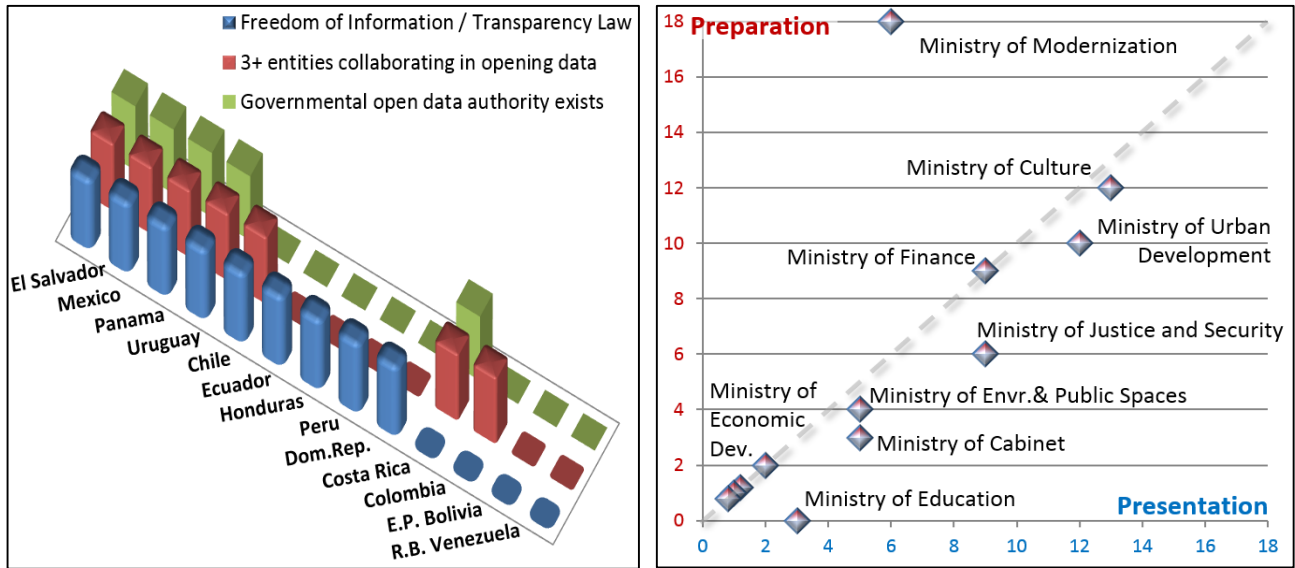 Freedom of Information / Transparency Law
3+ entities collaborating in opening data
Governmental open data authority exists
El Salvador
Mexico
Panama
Uruguay
Chile
Ecuador
Honduras
Peru
Dom.Rep.
Costa Rica
Colombia
E.P. Bolivia
R.B. Venezuela
Preparation
18
16
14
12
10
8
6
4
2
0
Ministry of Modernization
Ministry of Culture
Ministry of Urban
Development
Ministry of Finance
Ministry of Justice and Security
Ministry of
Economic
Dev.
Ministry of Envr.& Public Spaces
Ministry of Cabinet
Ministry of Education
Presentation
0 2 4 6 8 10 12 14 16 18